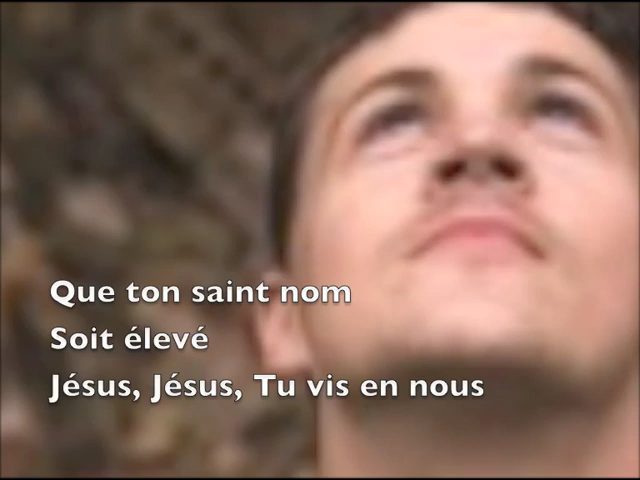 Que ton saint nom
Soit élevé
Jésus, Jésus, Tu vis en nous